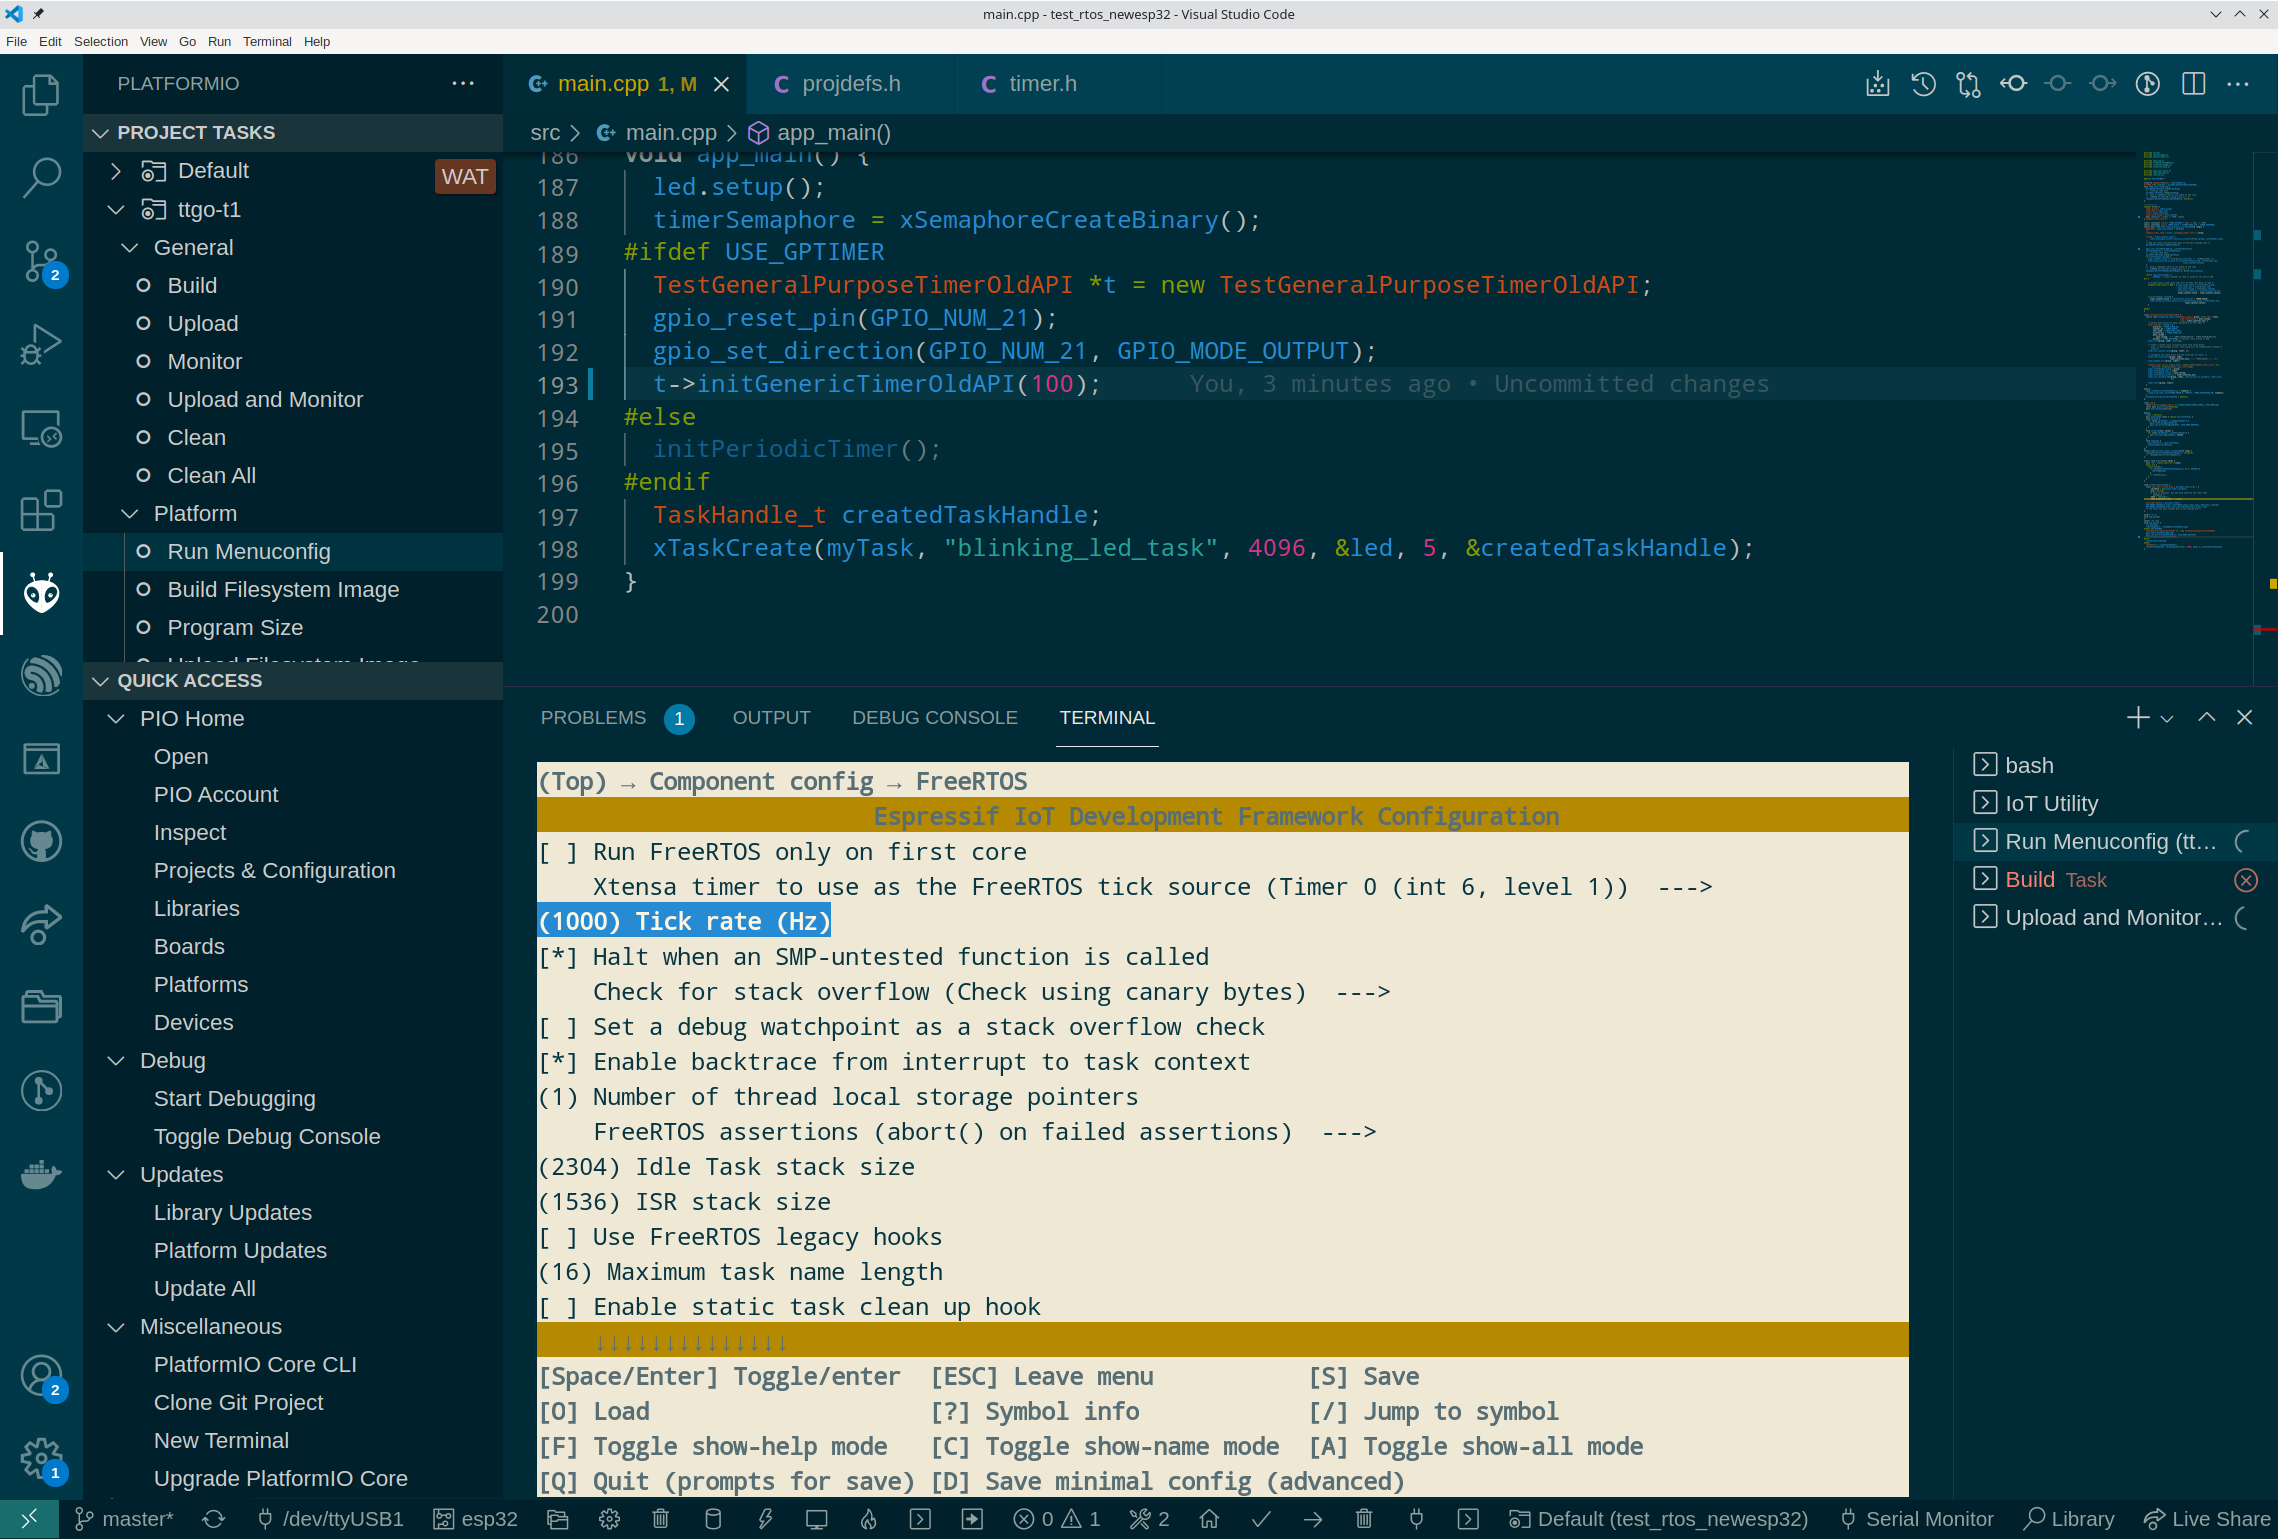 main.cpp - test_rtos_newesp32 - Visual Studio Code
File Edit Selection View Go Run Terminal Help
PLATFORMIO
PROJECT TASKS
Default
WAT
ttgo-t1
General
Build
Upload
Monitor
Upload and Monitor
Clean
Clean All
Platform
Run Menuconfig
Build Filesystem Image
Program Size
Upload Filesystem Image
QUICK ACCESS
PIO Home
Open
PIO Account
Inspect
Projects & Configuration
Libraries
Boards
Platforms
Devices
Debug
Start Debugging
Toggle Debug Console
Updates
Library Updates
Platform Updates
Update All
Miscellaneous
PlatformIO Core CLI
Clone Git Project
New Terminal
Upgrade PlatformIO Core
2
2
1
main.cpp 1, M
C projdefs.h
C timer.h
src > main.cpp > app_main()
186 void app_main() {
187 led.setup();
188 timerSemaphore = xSemaphoreCreateBinary();
189 #ifdef USE_GPTIMER
190 TestGeneralPurposeTimerOldAPI *t = new TestGeneralPurposeTimerOldAPI;
191 gpio_reset_pin(GPIO_NUM_21);
192 gpio_set_direction(GPIO_NUM_21, GPIO_MODE_OUTPUT);
193 t->initGenericTimerOldAPI(100); You, 3 minutes ago • Uncommitted changes
194 #else
195 initPeriodicTimer();
196 #endif
197 TaskHandle_t createdTaskHandle;
198 xTaskCreate(myTask, "blinking_led_task", 4096, &led, 5, &createdTaskHandle);
199 }
200
PROBLEMS 1 OUTPUT DEBUG CONSOLE TERMINAL
(Top) → Component config → FreeRTOS
Espressif IoT Development Framework Configuration
[ ] Run FreeRTOS only on first core
Xtensa timer to use as the FreeRTOS tick source (Timer 0 (int 6, level 1)) --->
(1000) Tick rate (Hz)
[*] Halt when an SMP-untested function is called
Check for stack overflow (Check using canary bytes) --->
[ ] Set a debug watchpoint as a stack overflow check
[*] Enable backtrace from interrupt to task context
(1) Number of thread local storage pointers
FreeRTOS assertions (abort() on failed assertions) --->
(2304) Idle Task stack size
(1536) ISR stack size
[ ] Use FreeRTOS legacy hooks
(16) Maximum task name length
[ ] Enable static task clean up hook
↓↓↓↓↓↓↓↓↓↓↓↓↓↓
[Space/Enter] Toggle/enter [ESC] Leave menu [S] Save
[O] Load [?] Symbol info [/] Jump to symbol
[F] Toggle show-help mode [C] Toggle show-name mode [A] Toggle show-all mode
[Q] Quit (prompts for save) [D] Save minimal config (advanced)
bash
IoT Utility
Run Menuconfig (tt...
Build Task
Upload and Monitor...
master* /dev/ttyUSB1 esp32 0 1 2 Default (test_rtos_newesp32) Serial Monitor Library Live Share